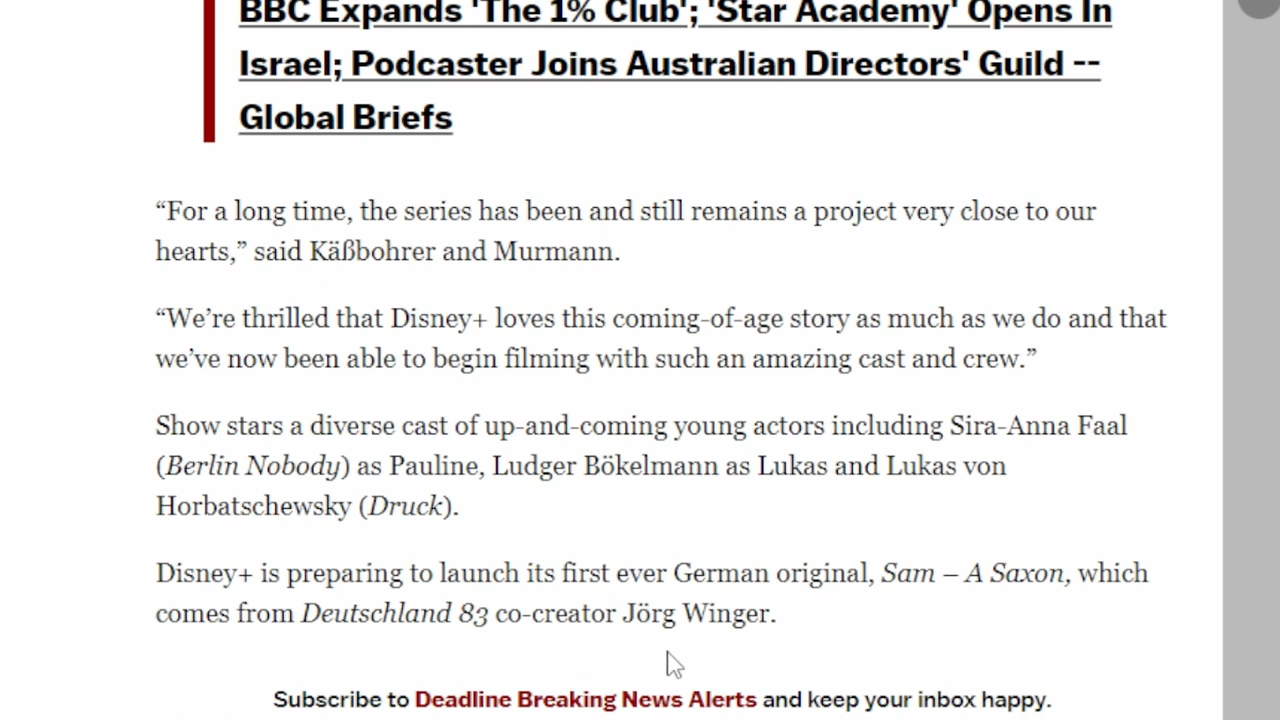 BBC Expands 'The 1% Club'; 'Star Academy' Opens In
Israel; Podcaster Joins Australian Directors' Guild --
Global Briefs
“For a long time, the series has been and still remains a project very close to our
hearts,” said Käßbohrer and Murmann.
“We’re thrilled that Disney+ loves this coming-of-age story as much as we do and that
we’ve now been able to begin filming with such an amazing cast and crew.”
Show stars a diverse cast of up-and-coming young actors including Sira-Anna Faal
(Berlin Nobody) as Pauline, Ludger Bökelmann as Lukas and Lukas von
Horbatschewsky (Druck).
Disney+ is preparing to launch its first ever German original, Sam – A Saxon, which
comes from Deutschland 83 co-creator Jörg Winger.
Subscribe to Deadline Breaking News Alerts and keep your inbox happy.